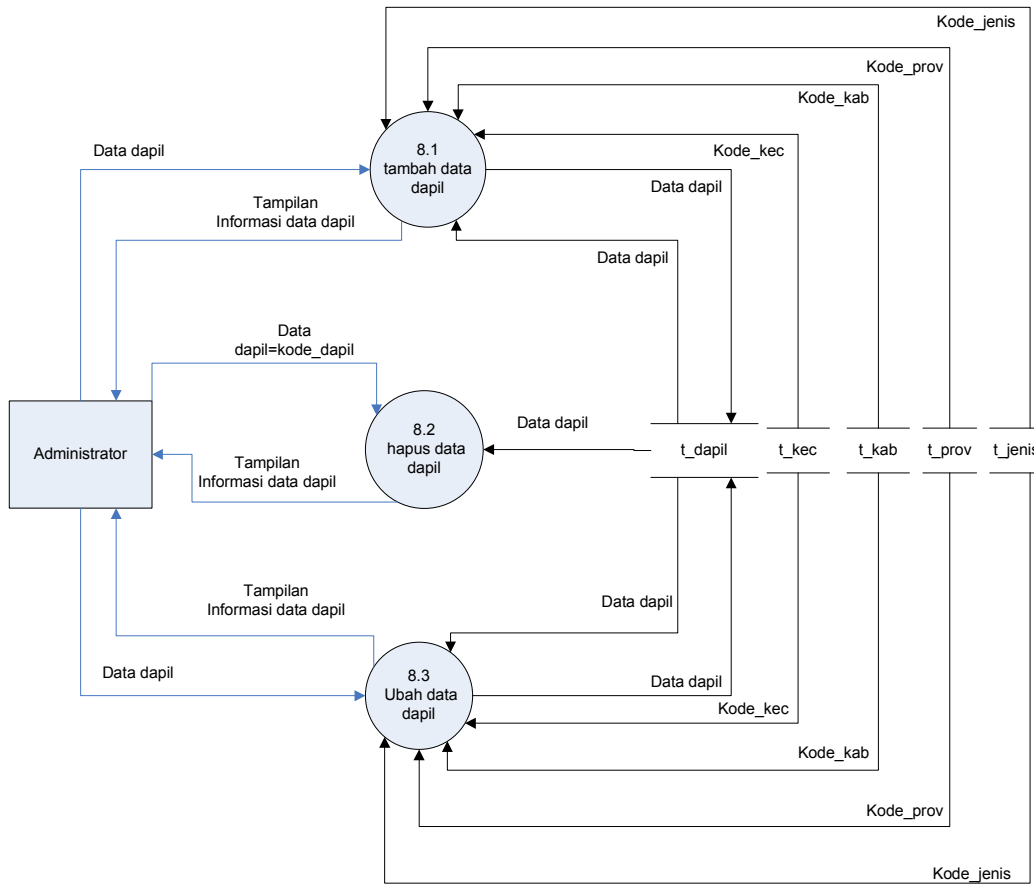 Kode_jenis
Kode_prov
Kode_kab
Kode_kec
8.1
tambah data
dapil
Data dapil
Data dapil
Tampilan
Informasi data dapil
Data dapil
Data
dapil=kode_dapil
Administrator
8.2
hapus data
dapil
Data dapil
t_dapil
t_kec
t_kab
t_prov
t_jenis
Tampilan
Informasi data dapil
Tampilan
Informasi data dapil
Data dapil
Data dapil
8.3
Ubah data
dapil
Data dapil
Kode_kec
Kode_kab
Kode_prov
Kode_jenis